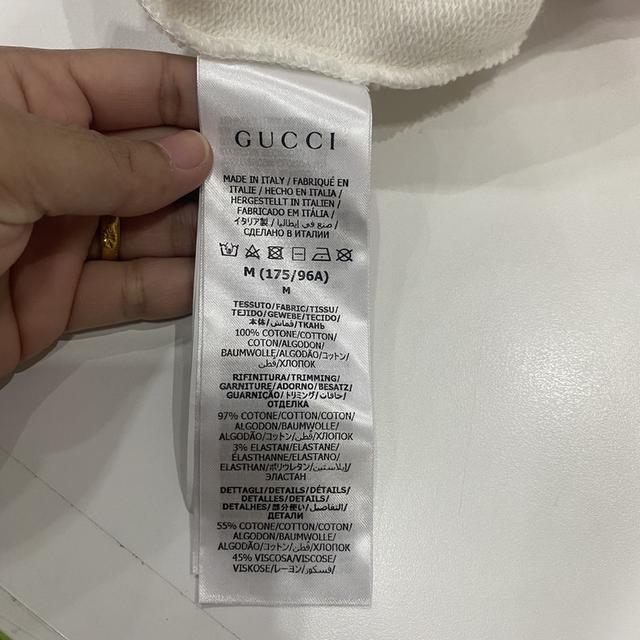 GUCCI
MADE IN ITALY / FABRIQUÉ EN
ITALIE / HECHO EN ITALIA/
HERGESTELLT IN ITALIEN /
FABRICADO EM ITÁLIA /
イタリア製 / صنع في إيطاليا /
СДЕЛАНО В ИТАЛИИ
M (175/96A)
M
TESSUTO/FABRIC/TISSU/
TEJIDO/GEWEBE/TECIDO/
本体/قماش/ТКАНЬ
100% COTONE/COTTON/
COTON/ALGODON/
BAUMWOLLE/ALGODÃO/コットン/
قطن/ХЛОПОК
RIFINITURA/TRIMMING/
GARNITURE/ADORNO/BESATZ/
GUARNIÇÃO/トリミング/حافات/
ОТДЕЛКА
97% COTONE/COTTON/COTON/
ALGODON/BAUMWOLLE/
ALGODÃO/コットン/قطن/ХЛОПОК
3% ELASTAN/ELASTANE/
ÉLASTHANNE/ELASTANO/
ELASTHAN/ポリウレタン/إيلاستين/
ЭЛАСТАН
DETTAGLI/DETAILS/DÉTAILS/
DETALLES/DETAILS/
DETALHES/部分使い/التفاصيل/
ДЕТАЛИ
55% COTONE/COTTON/COTON/
ALGODON/BAUMWOLLE/
ALGODÃO/コットン/قطن/ХЛОПОК
45% VISCOSA/VISCOSE/
VISKOSE/レーヨン/فسكوز/